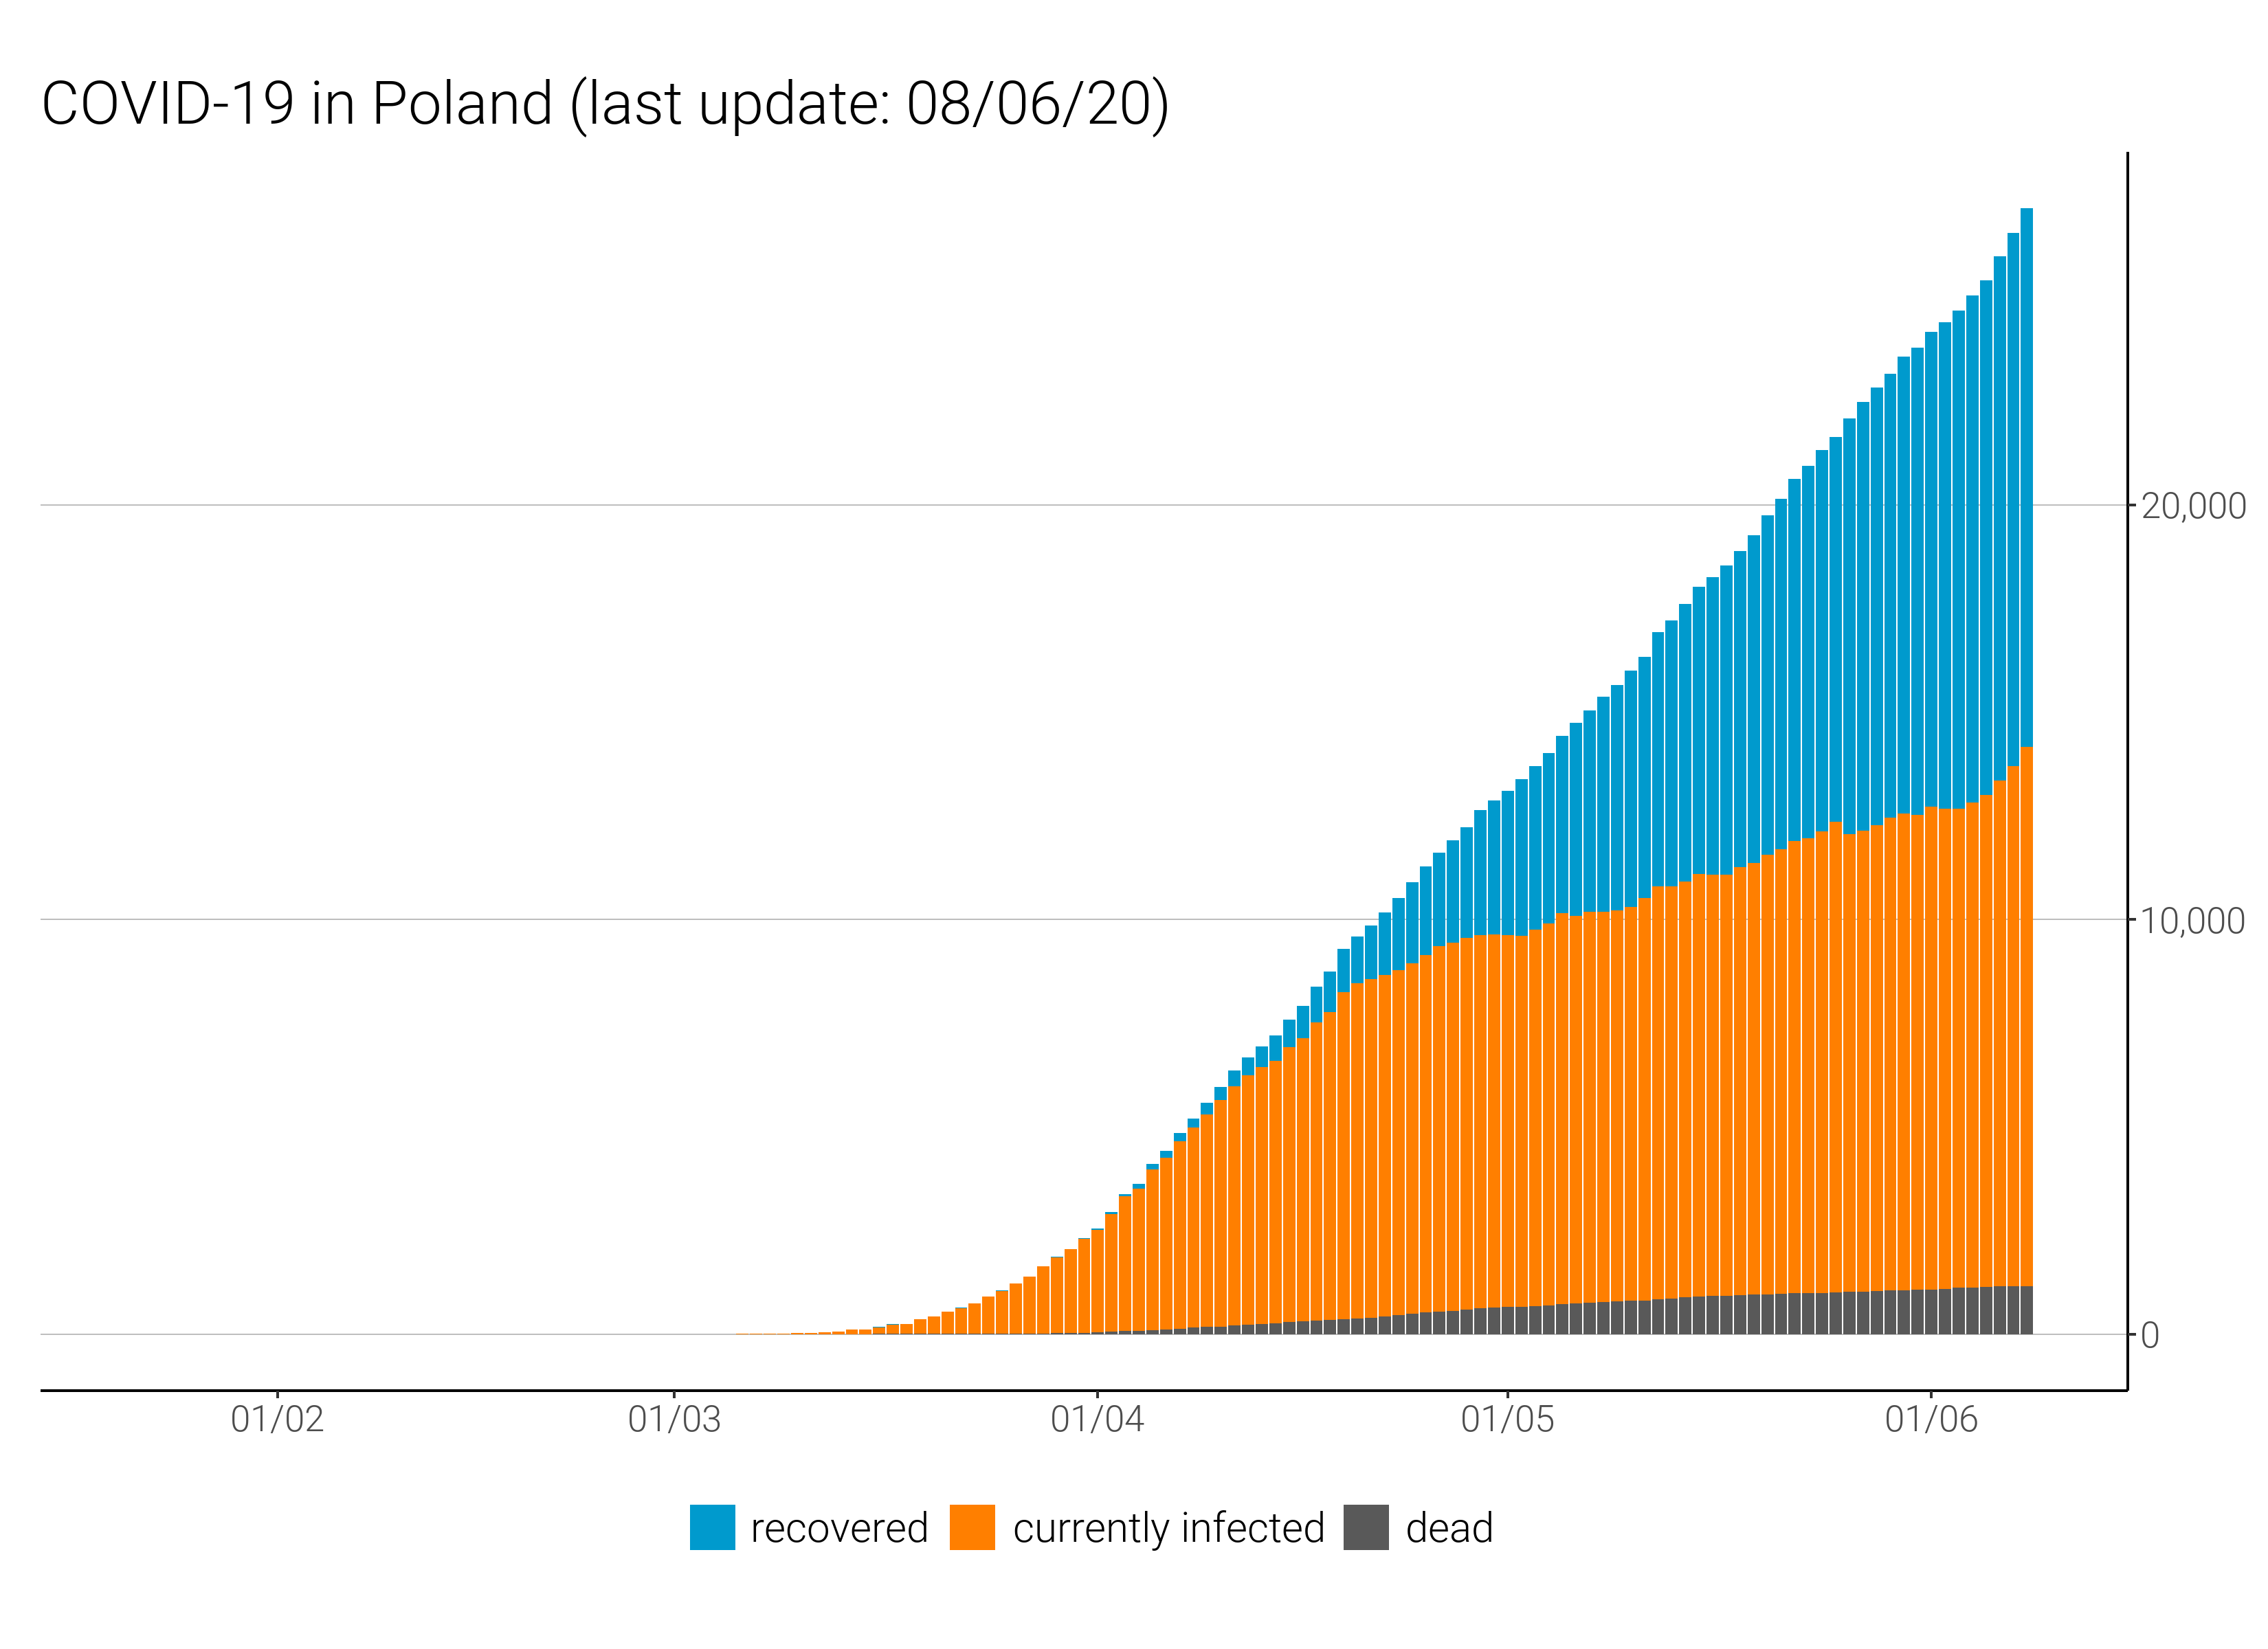 COVID-19 in Poland (last update: 08/06/20)
20,000
10,000
0
01/02 01/03 01/04 01/05 01/06
recovered currently infected dead